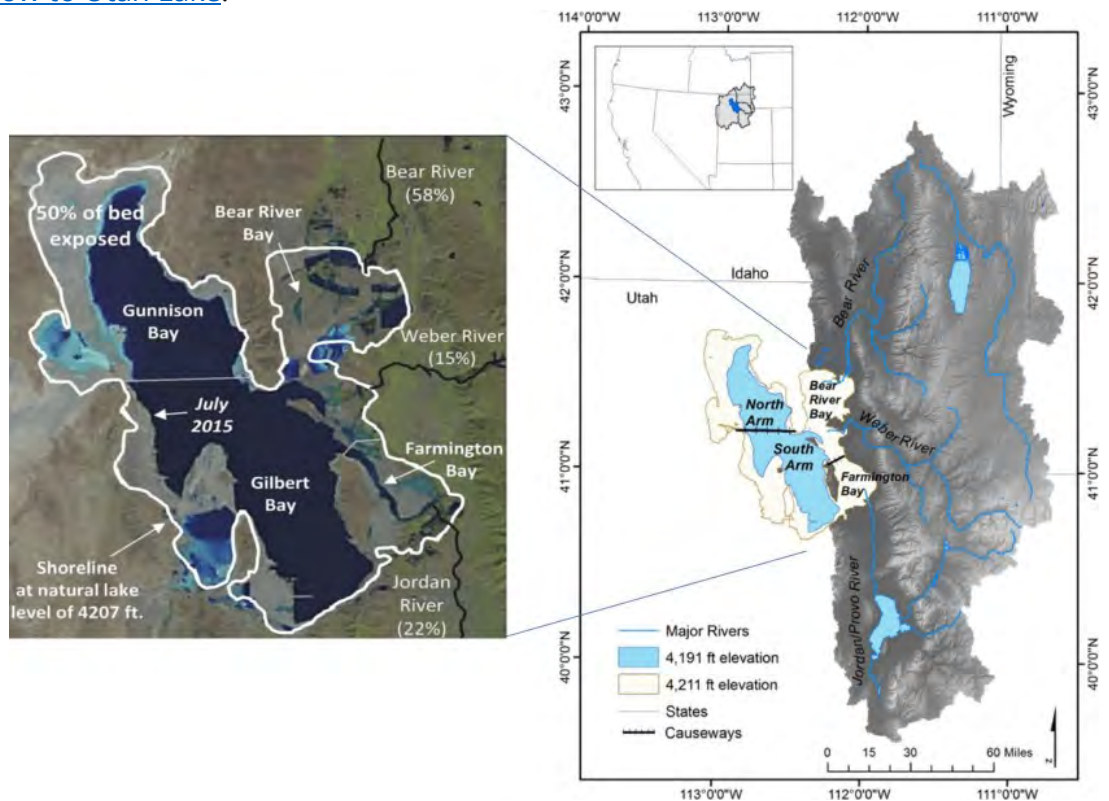 ow to Utah Lake.
50% of bed
exposed
Bear River
Bay
Bear River
(58%)
Gunnison
Bay
Weber River
(15%)
July
2015
Farmington
Bay
Gilbert
Bay
Shoreline
at natural lake
level of 4207 ft.
Jordan
River
(22%)
114°0'0"W
113°0'0"W
112°0'0"W
111°0'0"W
43°0'0"N
43°0'0"N
Wyoming
42°0'0"N
42°0'0"N
Idaho
Utah
Bear River
North
Arm
Bear
River
Bay
Weber River
South
Arm
Farmington
Bay
41°0'0"N
41°0'0"N
Jordan/Provo River
Major Rivers
4,191 ft elevation
4,211 ft elevation
States
Causeways
40°0'0"N
40°0'0"N
0 15 30 60 Miles
N
113°0'0"W
112°0'0"W
111°0'0"W